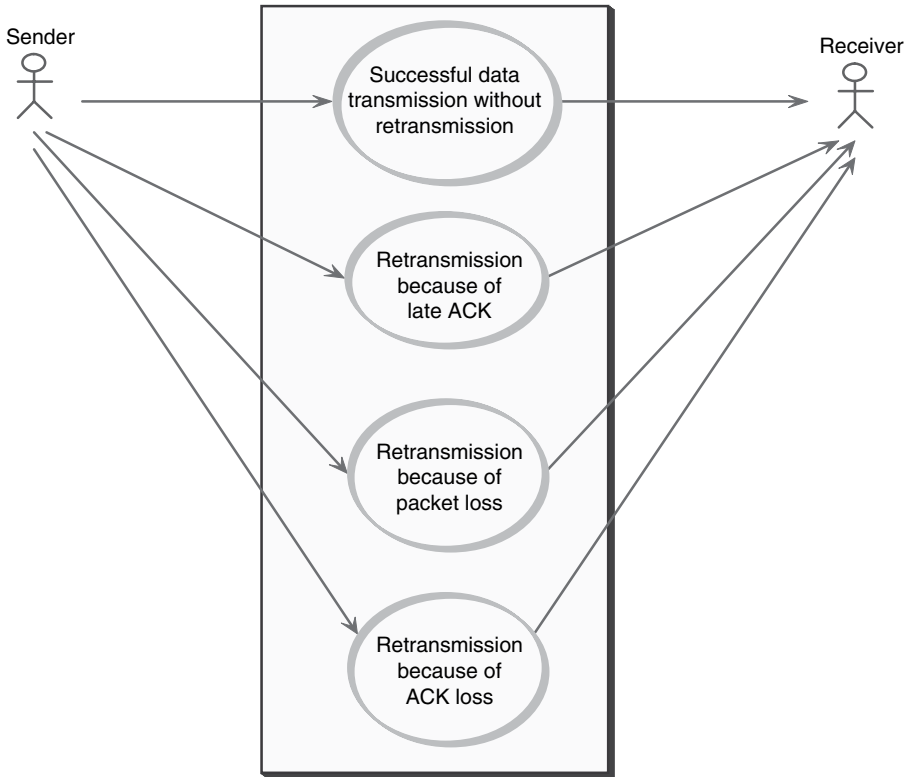 Sender
Receiver
Successful data
transmission without
retransmission
Retransmission
because of
late ACK
Retransmission
because of
packet loss
Retransmission
because of
ACK loss